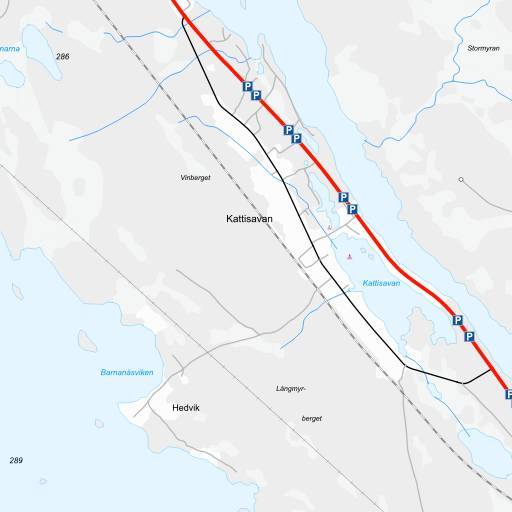 Stormyran
narna
286
P
P
P
P
Vinberget
P
P
Kattisavan
Kattisavan
P
P
Barnanäsviken
Långmyr-
berget
P
Hedvik
289